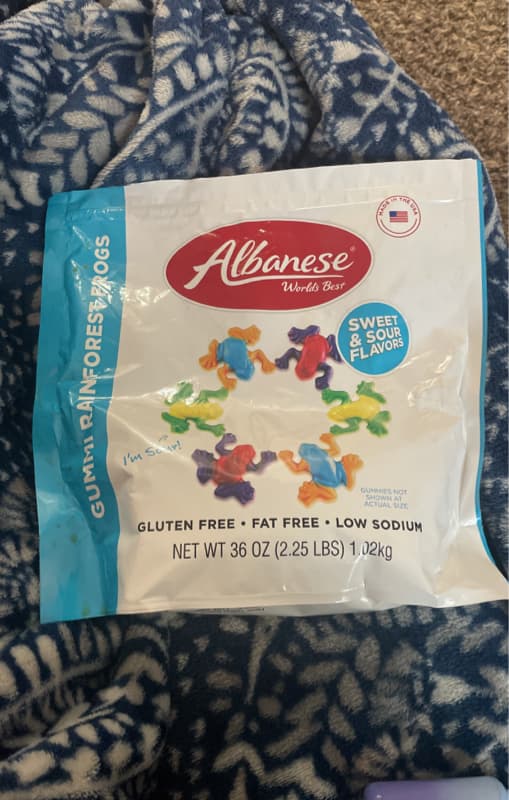 MADE IN THE USA
Albanese®
World's Best
SWEET
& SOUR
FLAVORS
GUMMI RAINFOREST FROGS
I'm Sour!
GUMMIES NOT
SHOWN AT
ACTUAL SIZE
GLUTEN FREE • FAT FREE • LOW SODIUM
NET WT 36 OZ (2.25 LBS) 1.02kg